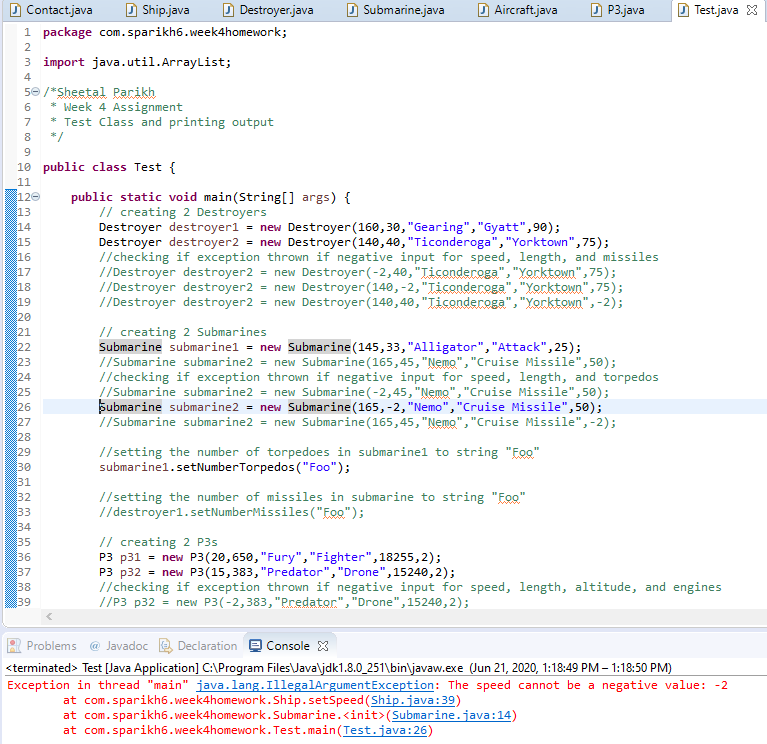 Contact.java Ship.java Destroyer.java Submarine.java Aircraft.java P3.java Test.java
1 package com.sparikh6.week4homework;
2
3 import java.util.ArrayList;
4
5 /*Sheetal Parikh
6 * Week 4 Assignment
7 * Test Class and printing output
8 */
9
10 public class Test {
11
12 public static void main(String[] args) {
13 // creating 2 Destroyers
14 Destroyer destroyer1 = new Destroyer(160,30,"Gearing","Gyatt",90);
15 Destroyer destroyer2 = new Destroyer(140,40,"Ticonderoga","Yorktown",75);
16 //checking if exception thrown if negative input for speed, length, and missiles
17 //Destroyer destroyer2 = new Destroyer(-2,40,"Ticonderoga","Yorktown",75);
18 //Destroyer destroyer2 = new Destroyer(140,-2,"Ticonderoga","Yorktown",75);
19 //Destroyer destroyer2 = new Destroyer(140,40,"Ticonderoga","Yorktown",-2);
20
21 // creating 2 Submarines
22 Submarine submarine1 = new Submarine(145,33,"Alligator","Attack",25);
23 //Submarine submarine2 = new Submarine(165,45,"Nemo","Cruise Missile",50);
24 //checking if exception thrown if negative input for speed, length, and torpedos
25 //Submarine submarine2 = new Submarine(-2,45,"Nemo","Cruise Missile",50);
26 Submarine submarine2 = new Submarine(165,-2,"Nemo","Cruise Missile",50);
27 //Submarine submarine2 = new Submarine(165,45,"Nemo","Cruise Missile",-2);
28
29 //setting the number of torpedoes in submarine1 to string "Foo"
30 submarine1.setNumberTorpedos("Foo");
31
32 //setting the number of missiles in submarine to string "Foo"
33 //destroyer1.setNumberMissiles("Foo");
34
35 // creating 2 P3s
36 P3 p31 = new P3(20,650,"Fury","Fighter",18255,2);
37 P3 p32 = new P3(15,383,"Predator","Drone",15240,2);
38 //checking if exception thrown if negative input for speed, length, altitude, and engines
39 //P3 p32 = new P3(-2,383,"Predator","Drone",15240,2);
Problems @ Javadoc Declaration Console
<terminated> Test [Java Application] C:\Program Files\Java\jdk1.8.0_251\bin\javaw.exe (Jun 21, 2020, 1:18:49 PM – 1:18:50 PM)
Exception in thread "main" java.lang.IllegalArgumentException: The speed cannot be a negative value: -2
at com.sparikh6.week4homework.Ship.setSpeed(Ship.java:39)
at com.sparikh6.week4homework.Submarine.<init>(Submarine.java:14)
at com.sparikh6.week4homework.Test.main(Test.java:26)